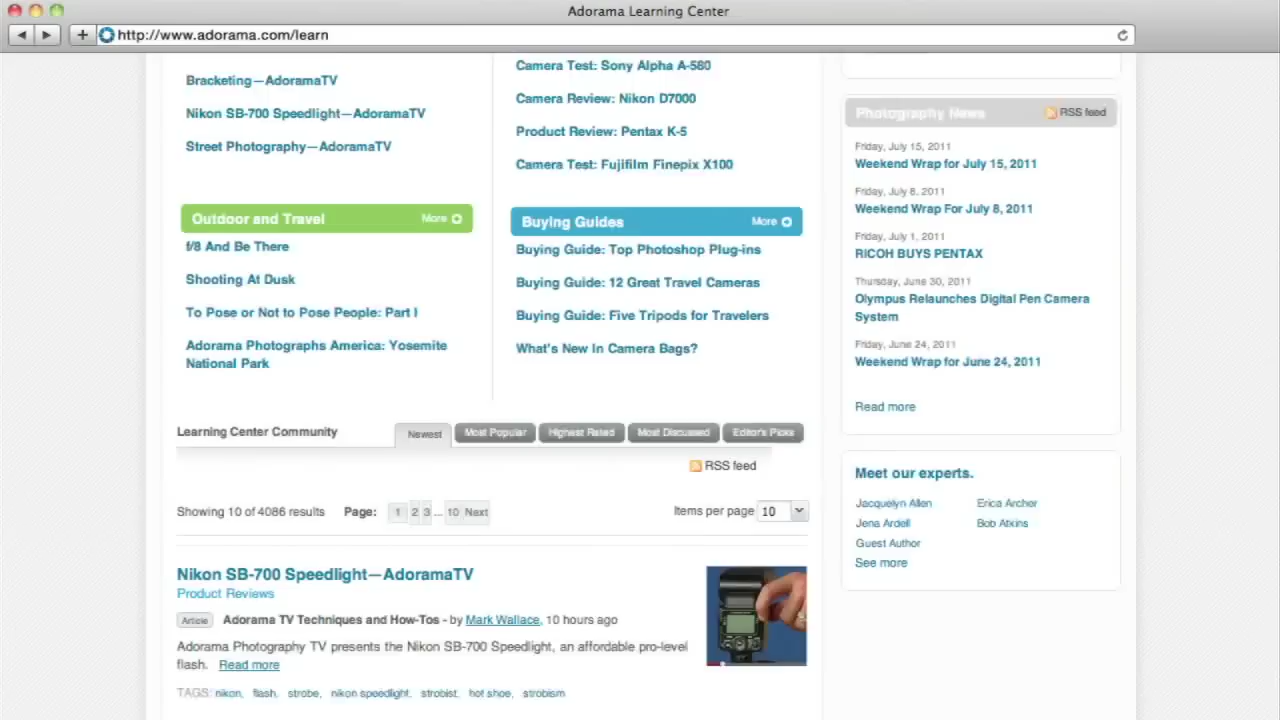 Adorama Learning Center
http://www.adorama.com/learn
Bracketing—AdoramaTV
Nikon SB-700 Speedlight—AdoramaTV
Street Photography—AdoramaTV
Camera Test: Sony Alpha A-580
Camera Review: Nikon D7000
Product Review: Pentax K-5
Camera Test: Fujifilm Finepix X100
Outdoor and Travel More
f/8 And Be There
Shooting At Dusk
To Pose or Not to Pose People: Part I
Adorama Photographs America: Yosemite
National Park
Buying Guides More
Buying Guide: Top Photoshop Plug-ins
Buying Guide: 12 Great Travel Cameras
Buying Guide: Five Tripods for Travelers
What's New In Camera Bags?
Learning Center Community Newest Most Popular Highest Rated Most Discussed Editor's Picks
RSS feed
Showing 10 of 4086 results Page: 1 2 3 ... 10 Next Items per page 10
Nikon SB-700 Speedlight—AdoramaTV
Product Reviews
Article Adorama TV Techniques and How-Tos - by Mark Wallace, 10 hours ago
Adorama Photography TV presents the Nikon SB-700 Speedlight, an affordable pro-level
flash. Read more
TAGS: nikon, flash, strobe, nikon speedlight, strobist, hot shoe, strobism
Photography News RSS feed
Friday, July 15, 2011
Weekend Wrap for July 15, 2011
Friday, July 8, 2011
Weekend Wrap For July 8, 2011
Friday, July 1, 2011
RICOH BUYS PENTAX
Thursday, June 30, 2011
Olympus Relaunches Digital Pen Camera
System
Friday, June 24, 2011
Weekend Wrap for June 24, 2011
Read more
Meet our experts.
Jacquelyn Allen Erica Archer
Jena Ardell Bob Atkins
Guest Author
See more